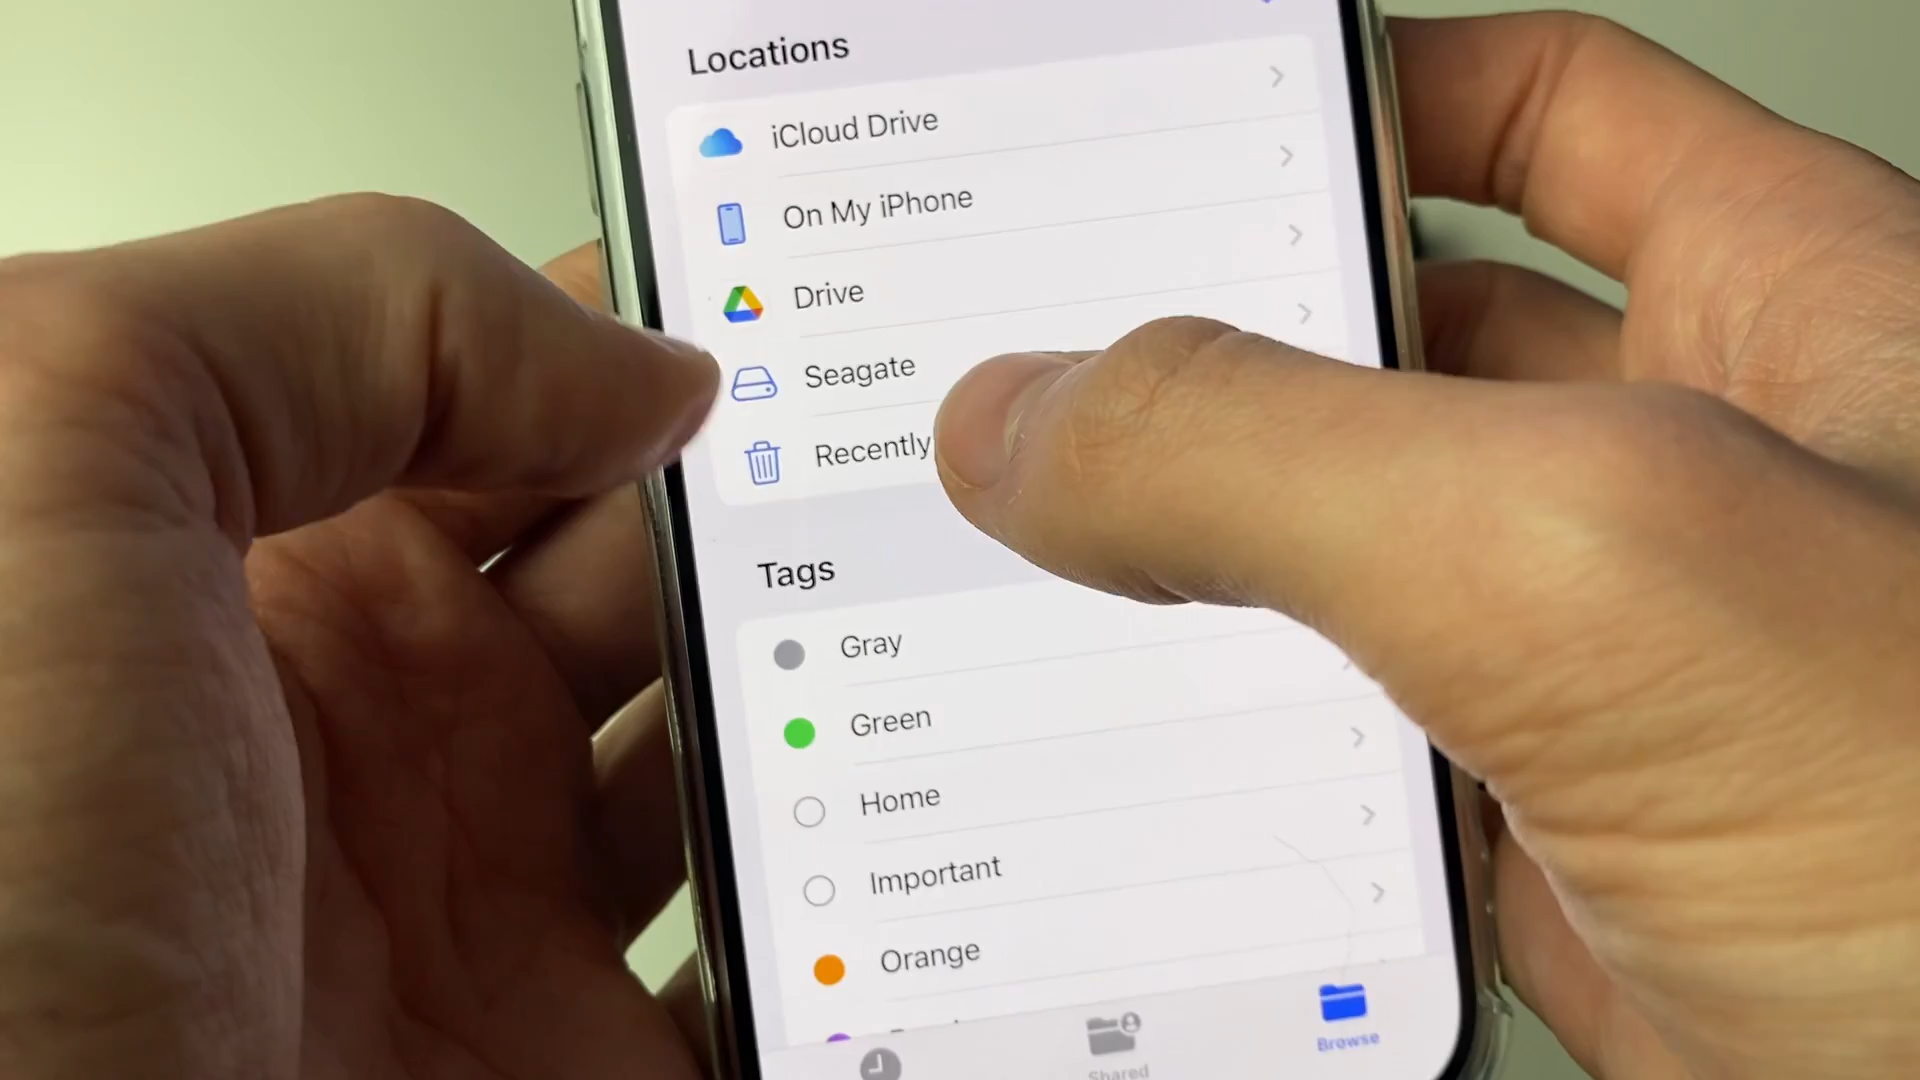 Locations
iCloud Drive
On My iPhone
Drive
Seagate
Recently
Tags
Gray
Green
Home
Important
Orange
Shared
Browse